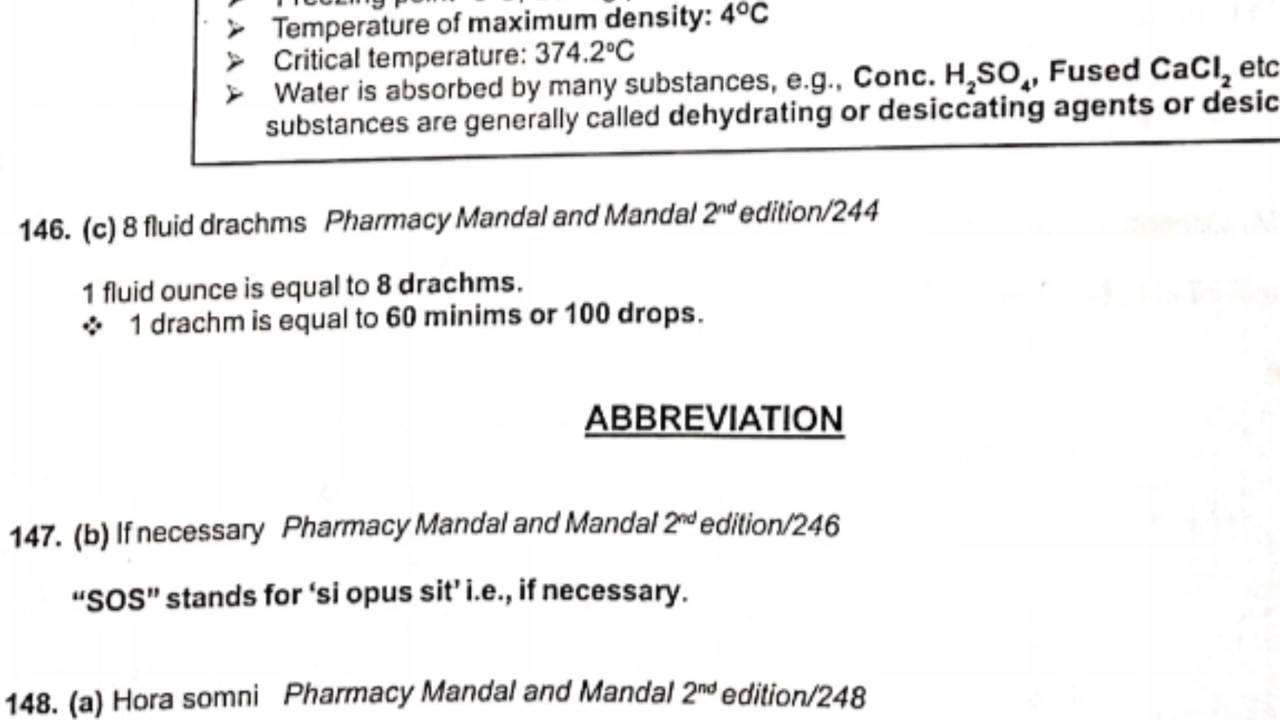 ➢ Temperature of maximum density: 4ºC
➢ Critical temperature: 374.2ºC
➢ Water is absorbed by many substances, e.g., Conc. H₂SO₄, Fused CaCl₂ etc
substances are generally called dehydrating or desiccating agents or desic
146. (c) 8 fluid drachms Pharmacy Mandal and Mandal 2nd edition/244
1 fluid ounce is equal to 8 drachms.
❖ 1 drachm is equal to 60 minims or 100 drops.
ABBREVIATION
147. (b) If necessary Pharmacy Mandal and Mandal 2nd edition/246
“SOS” stands for ‘si opus sit’ i.e., if necessary.
148. (a) Hora somni Pharmacy Mandal and Mandal 2nd edition/248